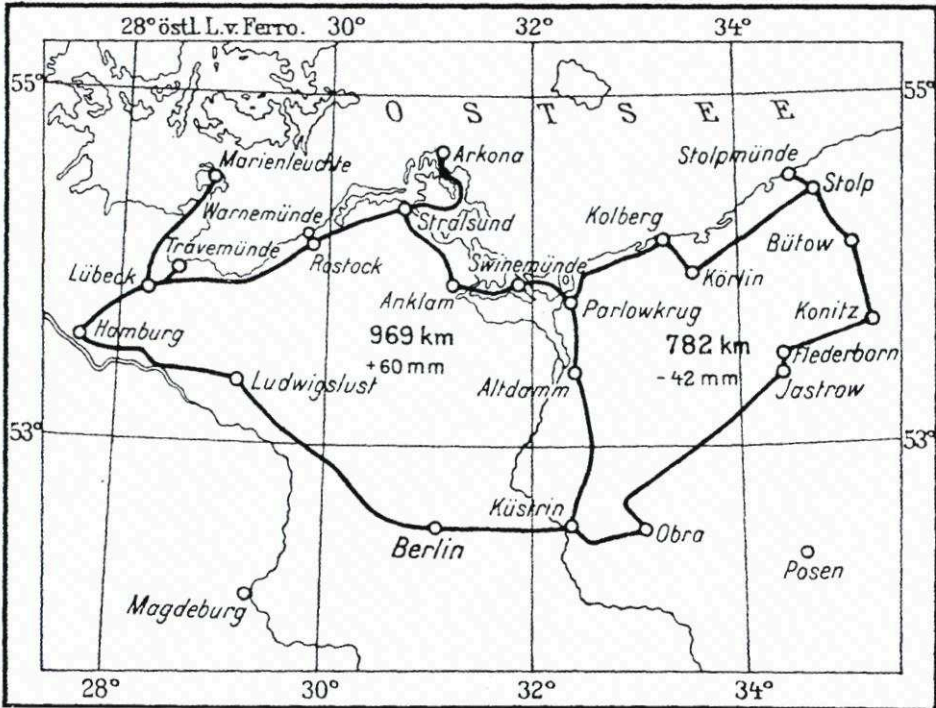 28° östl. L.v. Ferro. 30° 32° 34°
55° 55°
O S T S E E
Marienleuchte
Arkona
Stolpmünde
Stolp
Warnemünde
Stralsund
Kolberg
Travemünde
Rostock
Swinemünde
Bütow
Lübeck
Körlin
Anklam
Parlowkrug
Konitz
Hamburg
969 km
+60 mm
782 km
-42 mm
Flederborn
Ludwigslust
Altdamm
Jastrow
53° 53°
Küstrin
Obra
Berlin
Posen
Magdeburg
28° 30° 32° 34°